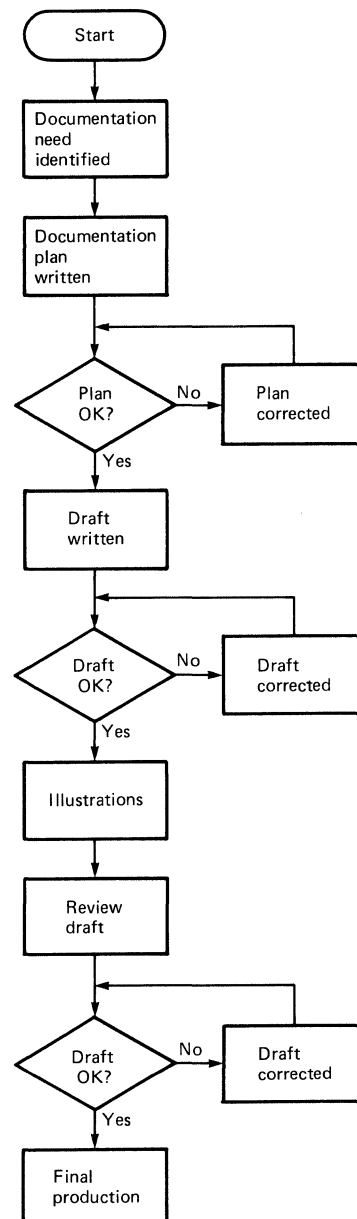 Start
Documentation
need
identified
Documentation
plan
written
Plan
OK?
No
Plan
corrected
Yes
Draft
written
Draft
OK?
No
Draft
corrected
Yes
Illustrations
Review
draft
Draft
OK?
No
Draft
corrected
Yes
Final
production